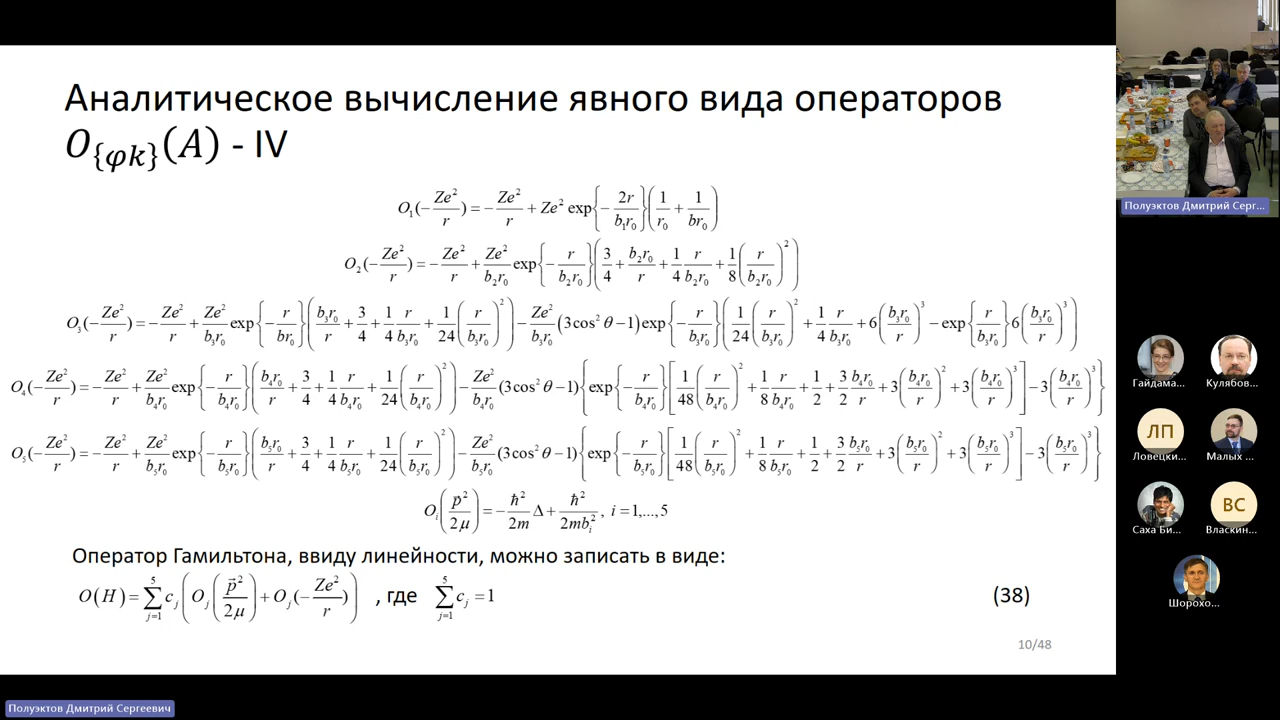 Аналитическое вычисление явного вида операторов
O_{φk}(A) - IV
O₁(-Ze²/r) = -Ze²/r + Ze² exp{-2r/b₁r₀}(1/r₀ + 1/br₀)
O₂(-Ze²/r) = -Ze²/r + Ze²/b₂r₀ exp{-r/b₂r₀}(3/4 + b₂r₀/r + 1/4 r/b₂r₀ + 1/8(r/b₂r₀)²)
O₃(-Ze²/r) = -Ze²/r + Ze²/b₃r₀ exp{-r/br₀}(b₃r₀/r + 3/4 + 1/4 r/b₃r₀ + 1/24(r/b₃r₀)²) - Ze²/b₃r₀ (3cos²θ-1)exp{-r/b₃r₀}(1/24(r/b₃r₀)² + 1/4 r/b₃r₀ + 6(b₃r₀/r)³ - exp{r/b₃r₀}6(b₃r₀/r)³)
O₄(-Ze²/r) = -Ze²/r + Ze²/b₄r₀ exp{-r/b₄r₀}(b₄r₀/r + 3/4 + 1/4 r/b₄r₀ + 1/24(r/b₄r₀)²) - Ze²/b₄r₀ (3cos²θ-1){exp{-r/b₄r₀}[1/48(r/b₄r₀)² + 1/8 r/b₄r₀ + 1/2 + 3/2 b₄r₀/r + 3(b₄r₀/r)² + 3(b₄r₀/r)³] - 3(b₄r₀/r)³}
O₅(-Ze²/r) = -Ze²/r + Ze²/b₅r₀ exp{-r/b₅r₀}(b₅r₀/r + 3/4 + 1/4 r/b₅r₀ + 1/24(r/b₅r₀)²) - Ze²/b₅r₀ (3cos²θ-1){exp{-r/b₅r₀}[1/48(r/b₅r₀)² + 1/8 r/b₅r₀ + 1/2 + 3/2 b₅r₀/r + 3(b₅r₀/r)² + 3(b₅r₀/r)³] - 3(b₅r₀/r)³}
Oᵢ(p⃗²/2μ) = -ħ²/2m Δ + ħ²/2mbᵢ², i = 1,...,5
Оператор Гамильтона, ввиду линейности, можно записать в виде:
O(H) = ∑_{j=1}^{5} cⱼ(Oⱼ(p⃗²/2μ) + Oⱼ(-Ze²/r)) , где ∑_{j=1}^{5} cⱼ = 1 (38)
10/48
Полуэктов Дмитрий Сергеевич
Полуэктов Дмитрий Серг...
Гайдама... Кулябов...
ЛП
Ловецки... Малых ...
ВС
Саха Би... Власкин...
Шорохо...